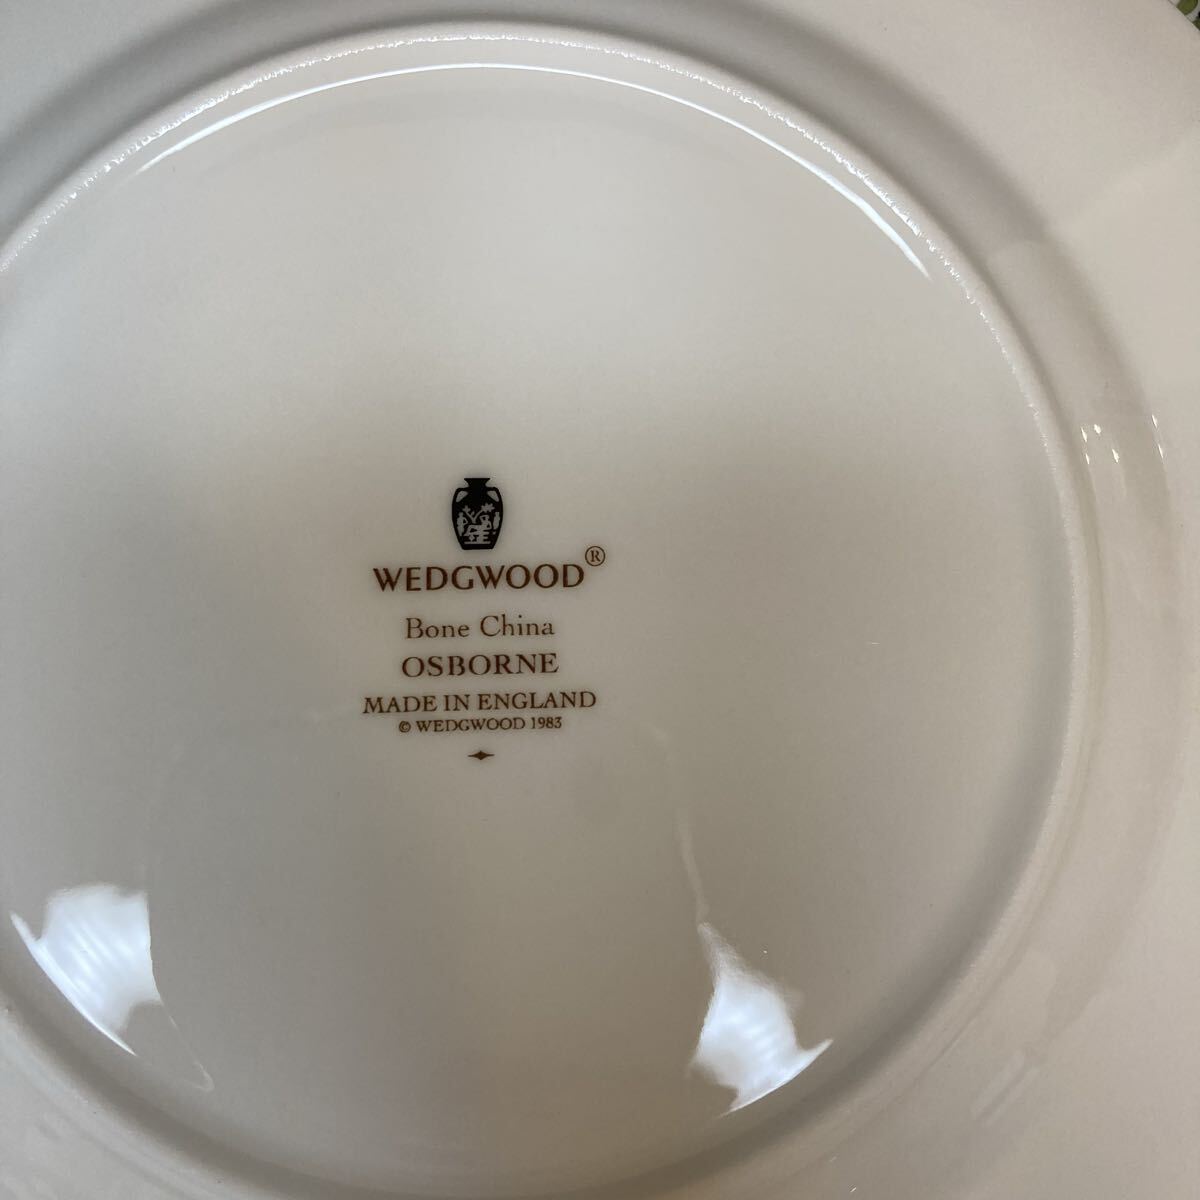 WEDGWOOD®
Bone China
OSBORNE
MADE IN ENGLAND
© WEDGWOOD 1983